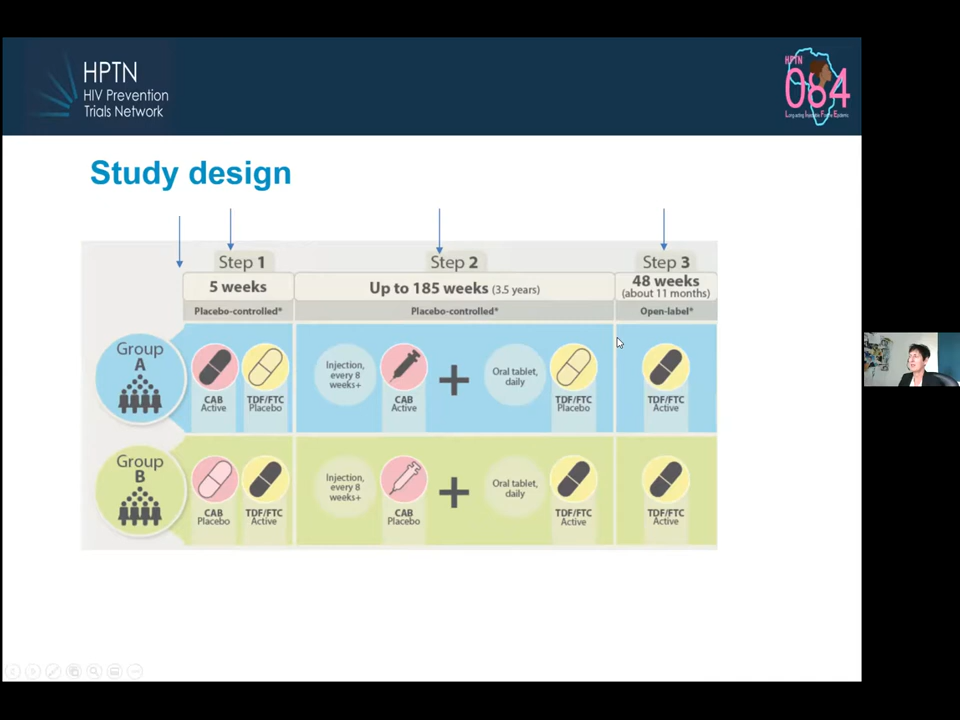 HPTN
HIV Prevention
Trials Network
HPTN
084
Study design
Step 1
Step 2
Step 3
5 weeks
Up to 185 weeks (3.5 years)
48 weeks
(about 11 months)
Placebo-controlled*
Placebo-controlled*
Open-label*
Group
A
CAB
Active
TDF/FTC
Placebo
Injection,
every 8
weeks+
CAB
Active
+
Oral tablet,
daily
TDF/FTC
Placebo
TDF/FTC
Active
Group
B
CAB
Placebo
TDF/FTC
Active
Injection,
every 8
weeks+
CAB
Placebo
+
Oral tablet,
daily
TDF/FTC
Active
TDF/FTC
Active